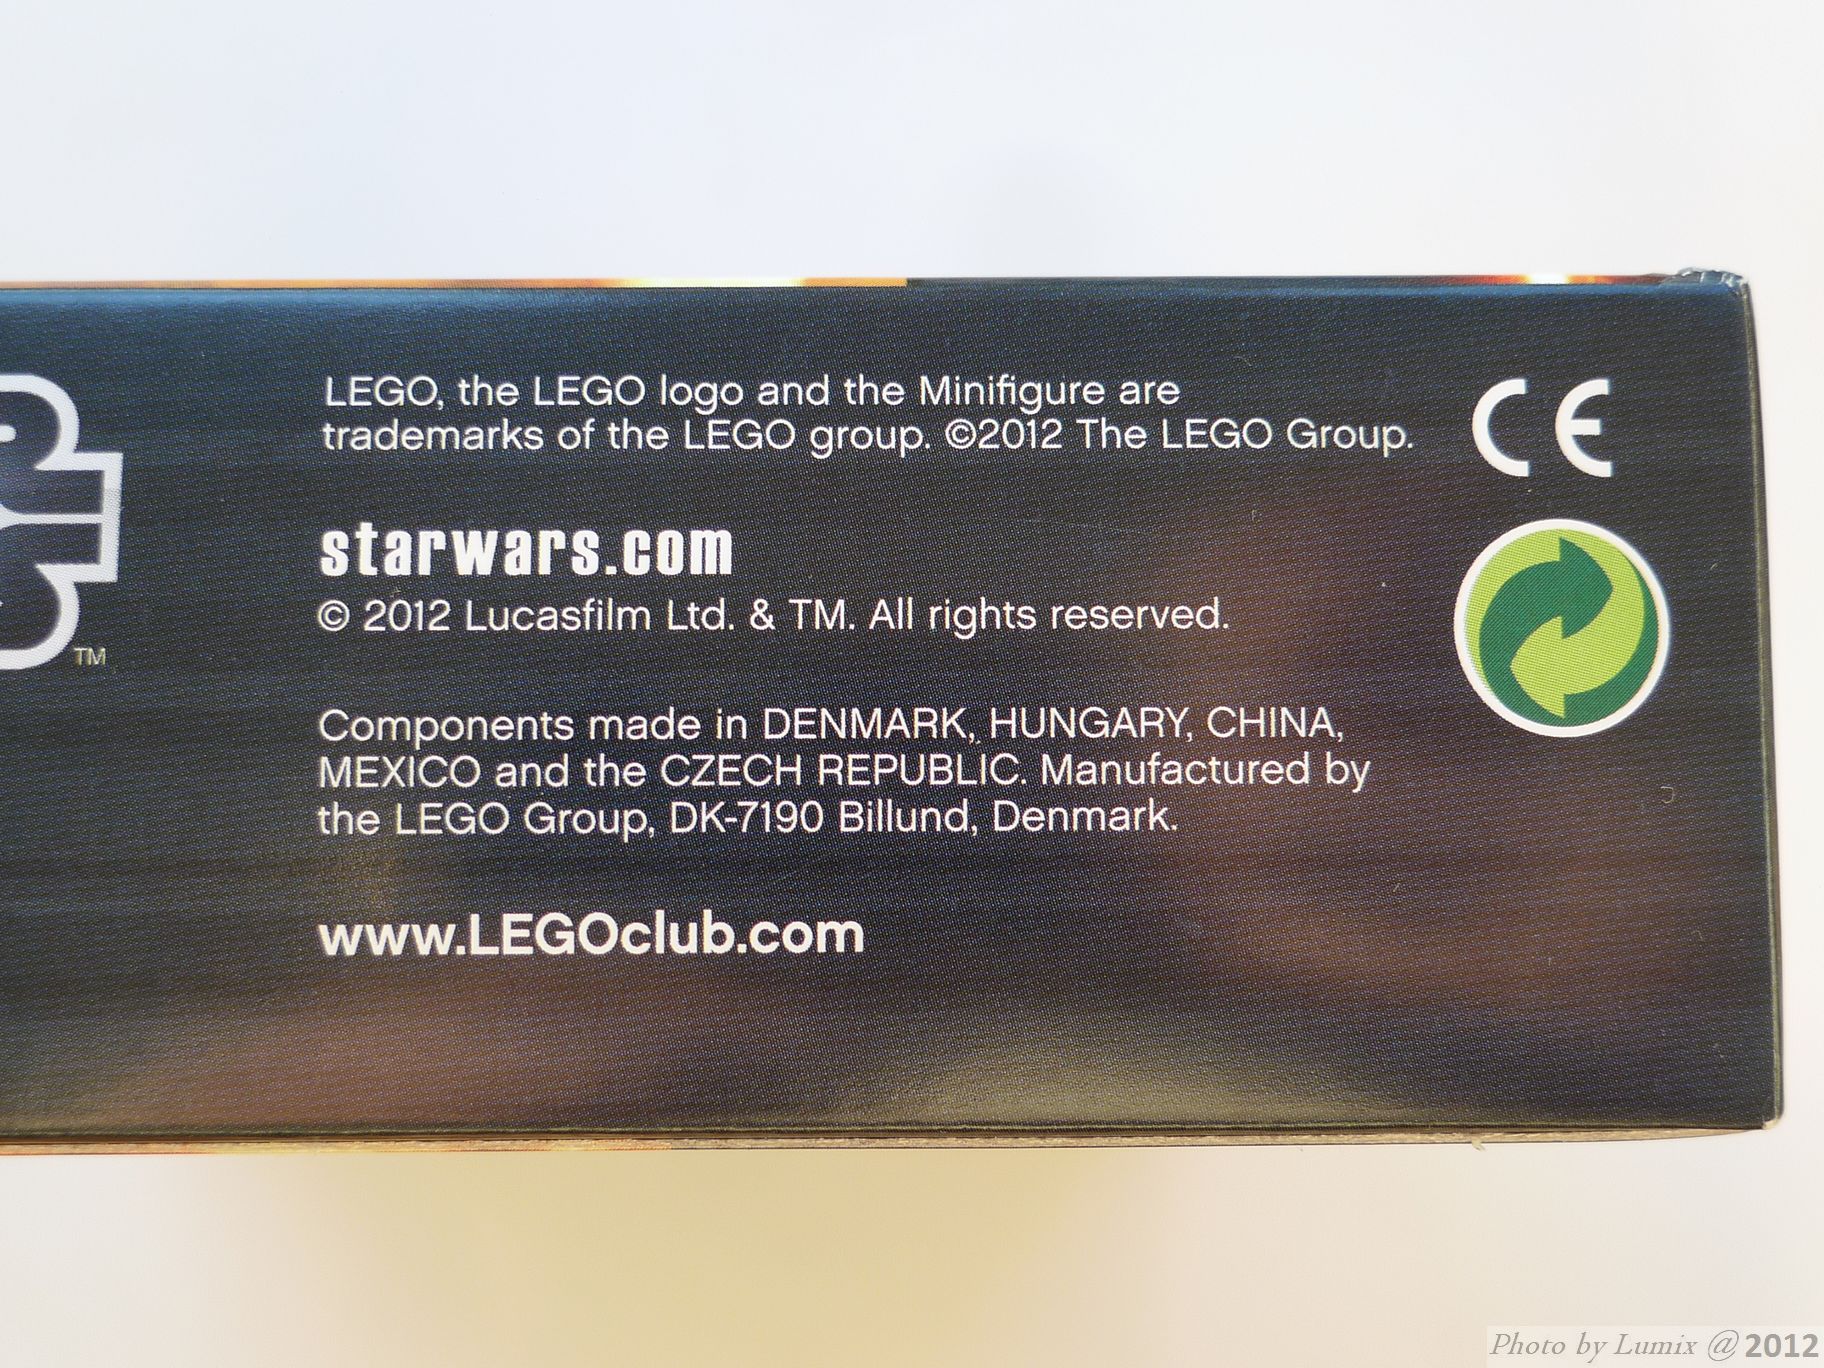 LEGO, the LEGO logo and the Minifigure are
trademarks of the LEGO group. ©2012 The LEGO Group.
CE
starwars.com
© 2012 Lucasfilm Ltd. & TM. All rights reserved.
TM
Components made in DENMARK, HUNGARY, CHINA,
MEXICO and the CZECH REPUBLIC. Manufactured by
the LEGO Group, DK-7190 Billund, Denmark.
www.LEGOclub.com
Photo by Lumix @ 2012